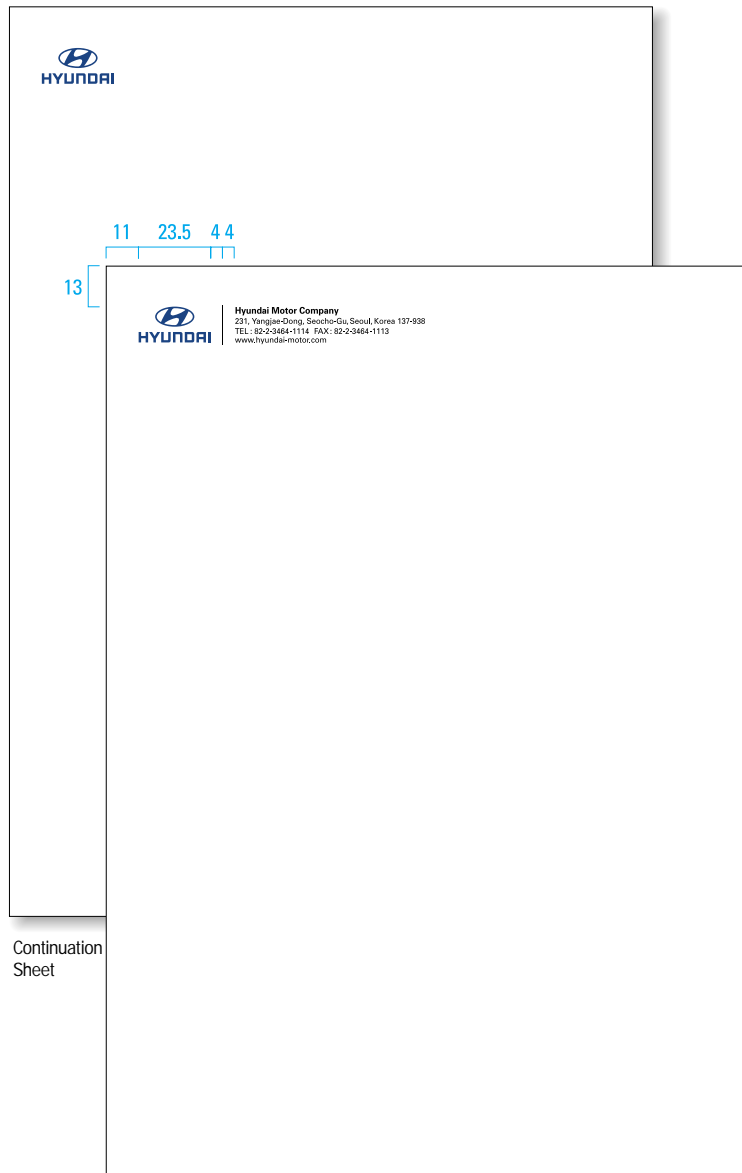 HYUNDAI
11 23.5 4 4
13
HYUNDAI
Hyundai Motor Company
231, Yangjae-Dong, Seocho-Gu, Seoul, Korea 137-938
TEL : 82-2-3464-1114 FAX : 82-2-3464-1113
www.hyundai-motor.com
Continuation
Sheet